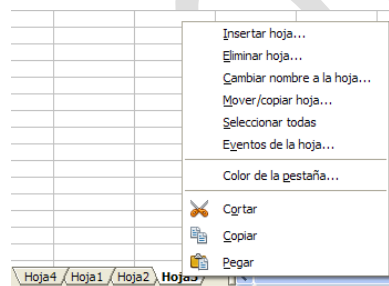 Insertar hoja...
Eliminar hoja...
Cambiar nombre a la hoja...
Mover/copiar hoja...
Seleccionar todas
Eventos de la hoja...
Color de la pestaña...
Cortar
Copiar
Pegar
Hoja4 Hoja1 Hoja2 Hoja3